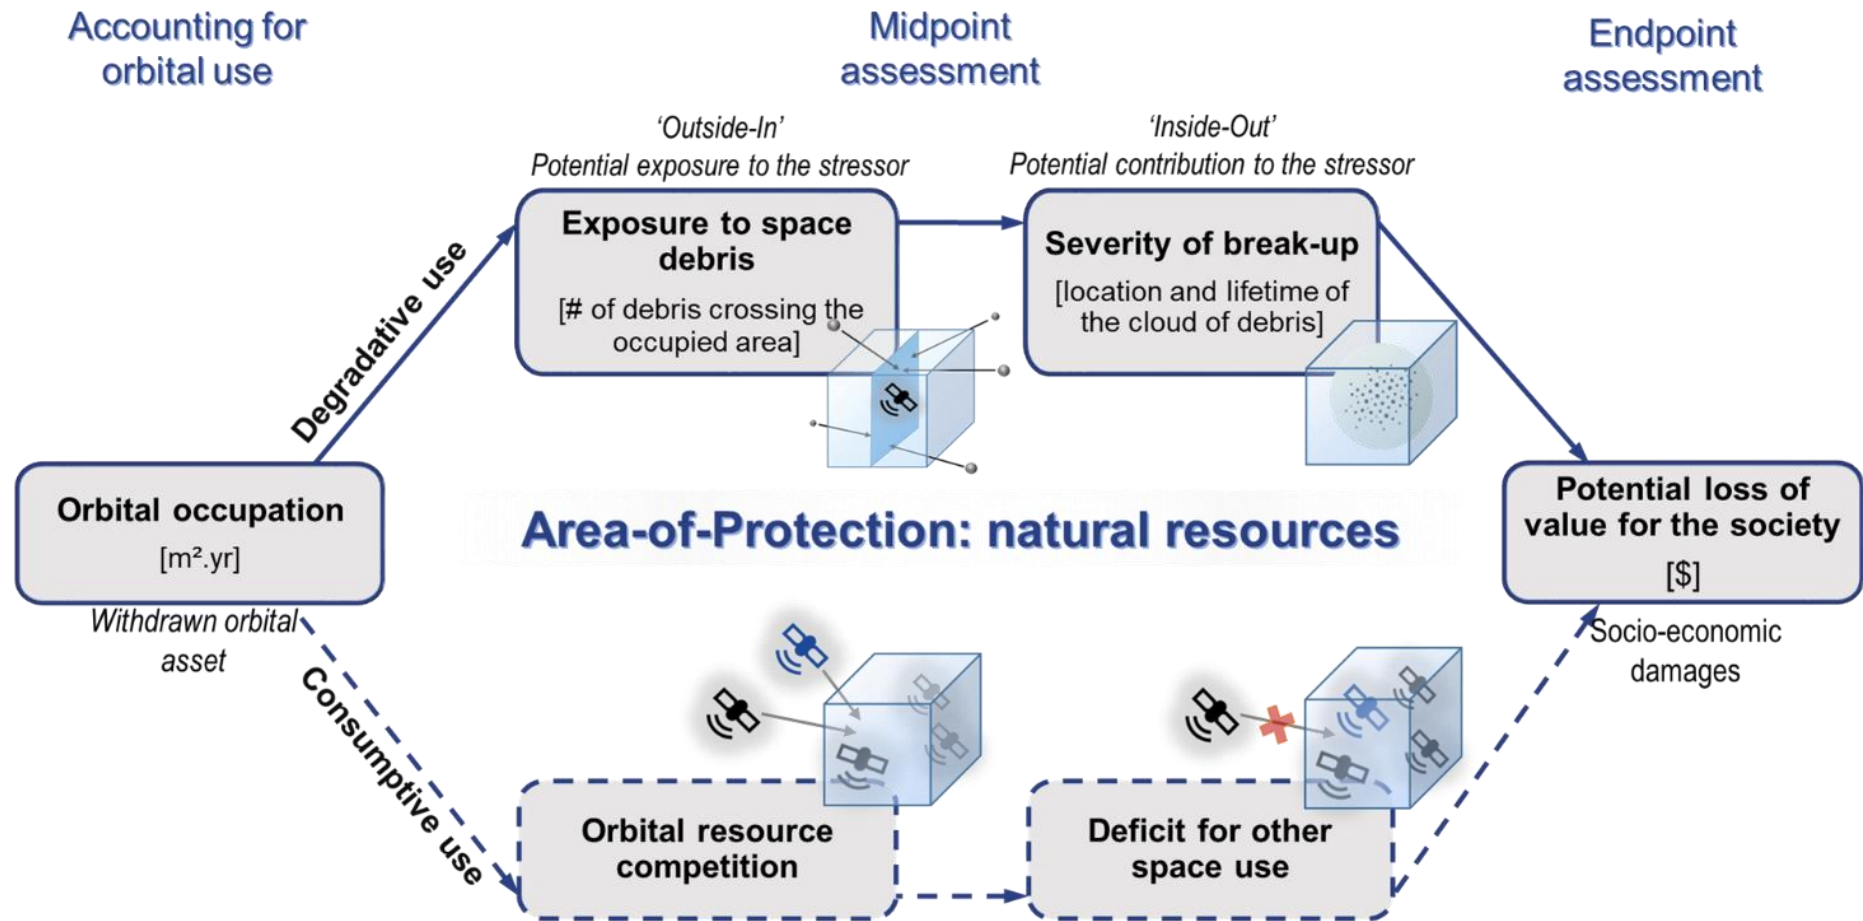 Accounting for
orbital use
Midpoint
assessment
Endpoint
assessment
‘Outside-In’
Potential exposure to the stressor
‘Inside-Out’
Potential contribution to the stressor
Degradative use
Exposure to space
debris
[# of debris crossing the
occupied area]
Severity of break-up
[location and lifetime of
the cloud of debris]
Orbital occupation
[m².yr]
Withdrawn orbital
asset
Area-of-Protection: natural resources
Potential loss of
value for the society
[$]
Socio-economic
damages
Consumptive use
Orbital resource
competition
Deficit for other
space use